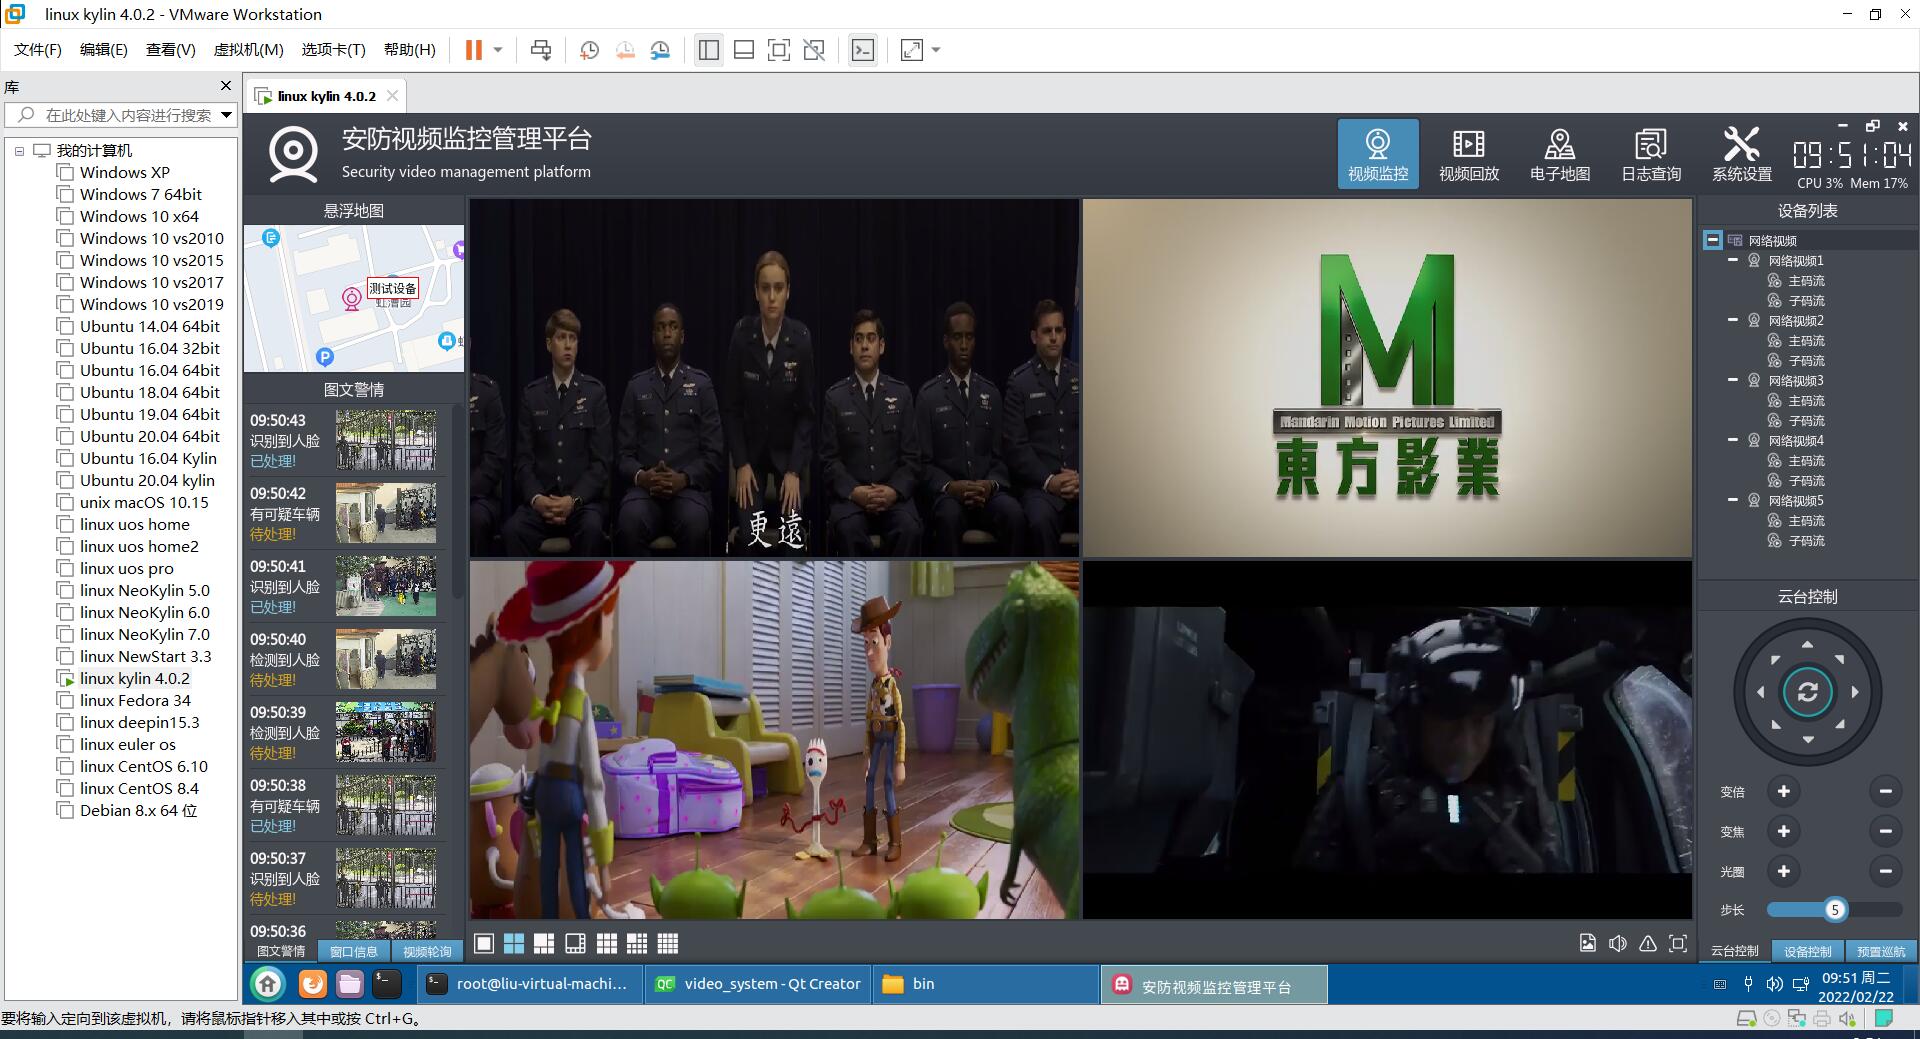 linux kylin 4.0.2 - VMware Workstation
文件(F) 编辑(E) 查看(V) 虚拟机(M) 选项卡(T) 帮助(H)
库
在此处键入内容进行搜索
我的计算机
Windows XP
Windows 7 64bit
Windows 10 x64
Windows 10 vs2010
Windows 10 vs2015
Windows 10 vs2017
Windows 10 vs2019
Ubuntu 14.04 64bit
Ubuntu 16.04 32bit
Ubuntu 16.04 64bit
Ubuntu 18.04 64bit
Ubuntu 19.04 64bit
Ubuntu 20.04 64bit
Ubuntu 16.04 Kylin
Ubuntu 20.04 kylin
unix macOS 10.15
linux uos home
linux uos home2
linux uos pro
linux NeoKylin 5.0
linux NeoKylin 6.0
linux NeoKylin 7.0
linux NewStart 3.3
linux kylin 4.0.2
linux Fedora 34
linux deepin15.3
linux euler os
linux CentOS 6.10
linux CentOS 8.4
Debian 8.x 64 位
linux kylin 4.0.2
安防视频监控管理平台
Security video management platform
视频监控 视频回放 电子地图 日志查询 系统设置
09:51:04
CPU 3% Mem 17%
悬浮地图
测试设备
虹漕园
P
图文警情
09:50:43
识别到人脸
已处理!
09:50:42
有可疑车辆
待处理!
09:50:41
识别到人脸
已处理!
09:50:40
检测到人脸
待处理!
09:50:39
检测到人脸
待处理!
09:50:38
有可疑车辆
已处理!
09:50:37
识别到人脸
待处理!
09:50:36
图文警情 窗口信息 视频轮询
更遠
M
Mandarin Motion Pictures Limited
東方影業
设备列表
网络视频
网络视频1
主码流
子码流
网络视频2
主码流
子码流
网络视频3
主码流
子码流
网络视频4
主码流
子码流
网络视频5
主码流
子码流
云台控制
变倍
变焦
光圈
步长 5
云台控制 设备控制 预置巡航
root@liu-virtual-machi...
QC video_system - Qt Creator
bin
安防视频监控管理平台
09:51 周二
2022/02/22
要将输入定向到该虚拟机，请将鼠标指针移入其中或按 Ctrl+G。